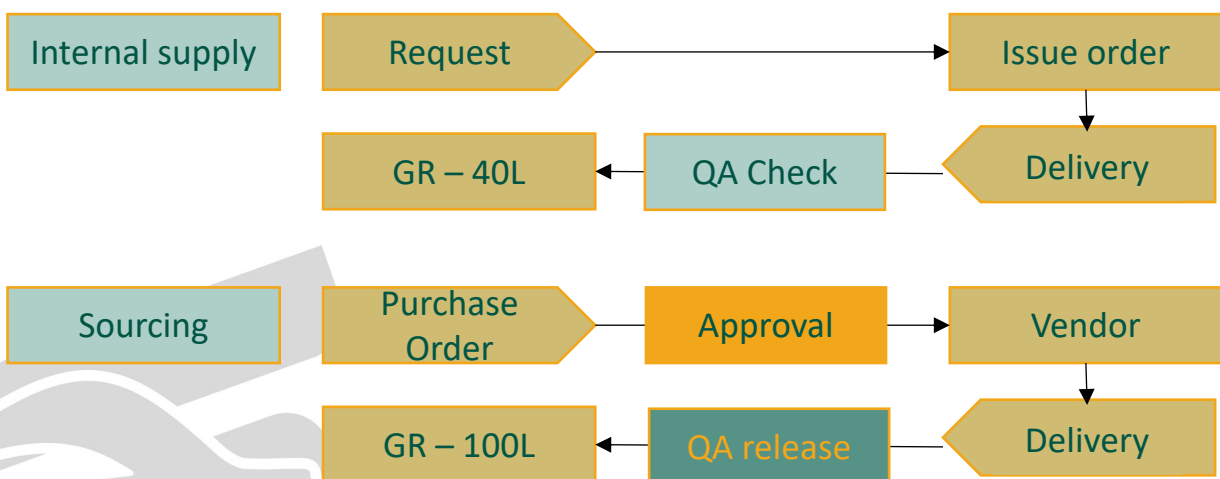 Internal supply
Request
Issue order
GR – 40L
QA Check
Delivery
Sourcing
Purchase
Order
Approval
Vendor
GR – 100L
QA release
Delivery